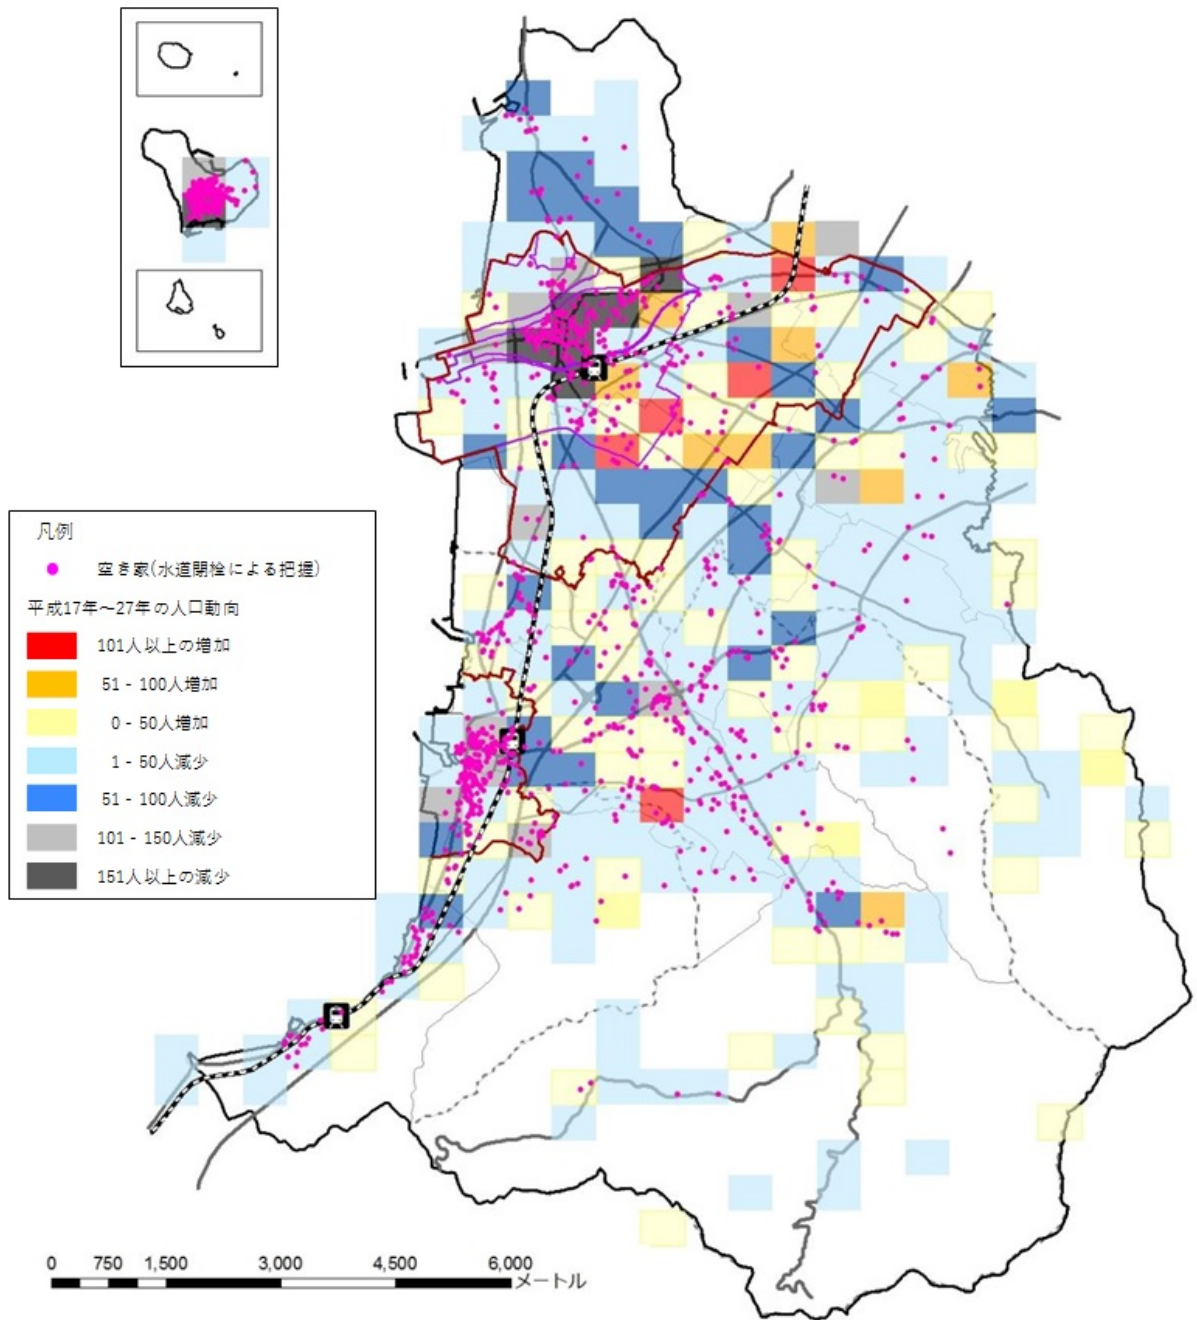 凡例
空き家(水道閉栓による把握)
平成17年～27年の人口動向
101人以上の増加
51 - 100人増加
0 - 50人増加
1 - 50人減少
51 - 100人減少
101 - 150人減少
151人以上の減少
0 750 1,500 3,000 4,500 6,000
メートル